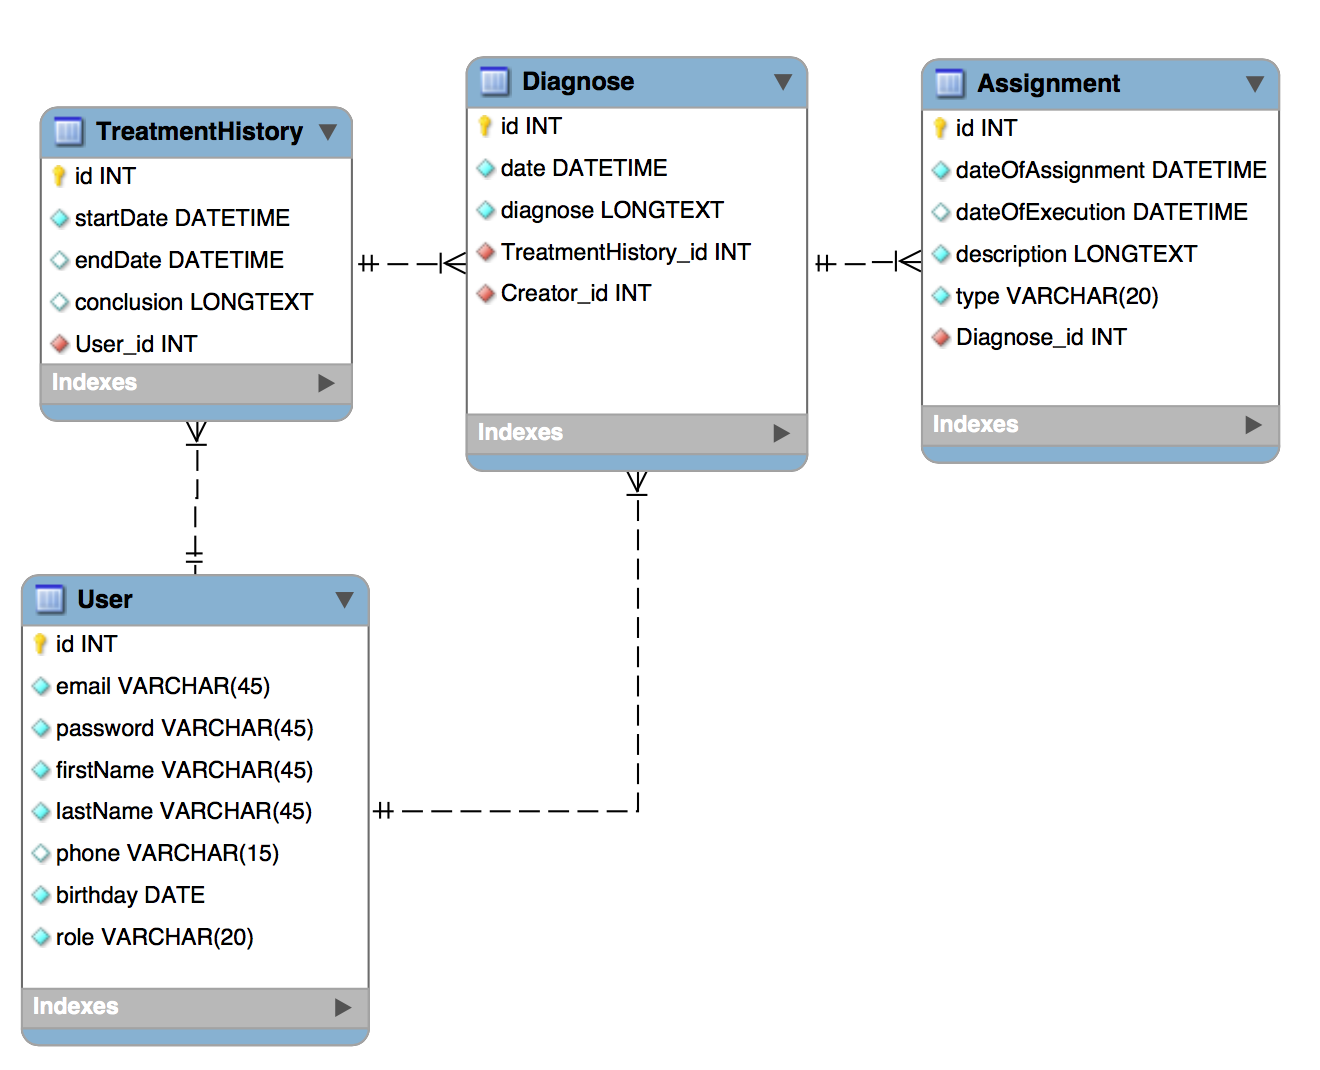 TreatmentHistory
id INT
startDate DATETIME
endDate DATETIME
conclusion LONGTEXT
User_id INT
Indexes
Diagnose
id INT
date DATETIME
diagnose LONGTEXT
TreatmentHistory_id INT
Creator_id INT
Indexes
Assignment
id INT
dateOfAssignment DATETIME
dateOfExecution DATETIME
description LONGTEXT
type VARCHAR(20)
Diagnose_id INT
Indexes
User
id INT
email VARCHAR(45)
password VARCHAR(45)
firstName VARCHAR(45)
lastName VARCHAR(45)
phone VARCHAR(15)
birthday DATE
role VARCHAR(20)
Indexes